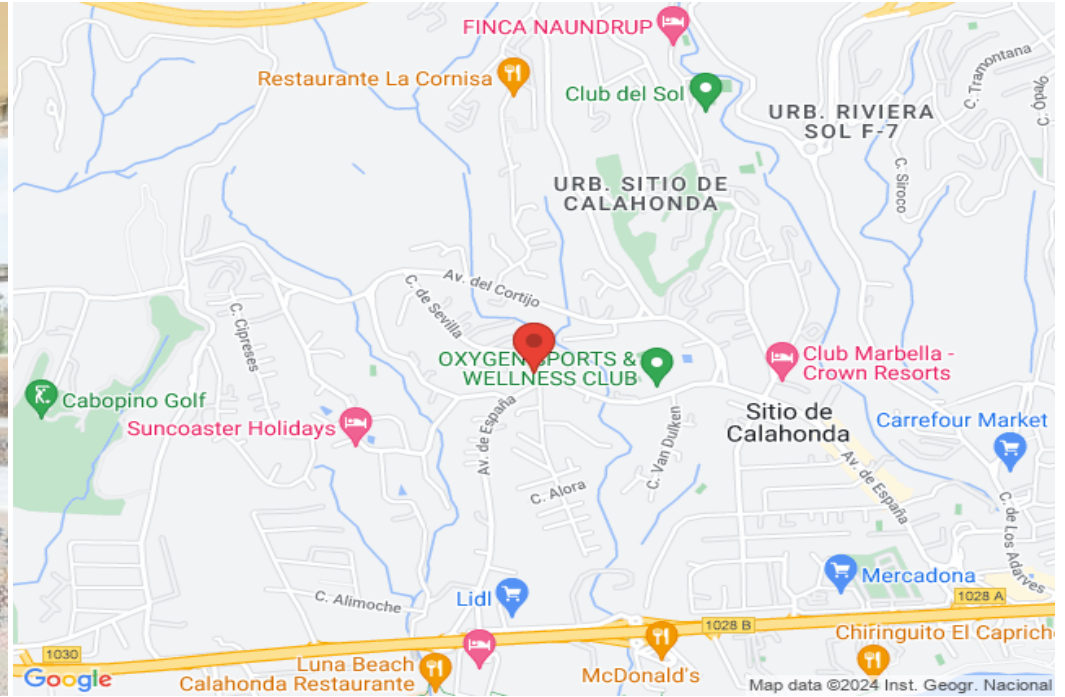 FINCA NAUNDRUP
Restaurante La Cornisa
Club del Sol
C. Tramontana
C. Ópalo
URB. RIVIERA
SOL F-7
C. Siroco
URB. SITIO DE
CALAHONDA
Av. del Cortijo
C. de Sevilla
C. Cipreses
OXYGEN SPORTS &
WELLNESS CLUB
Club Marbella -
Crown Resorts
Cabopino Golf
Suncoaster Holidays
Av. de España
C. Van Dulken
Sitio de
Calahonda
Carrefour Market
Av. de España
C. Alora
C. de Los Adarves
Mercadona
C. Alimoche
Lidl
1028 A
1028 B
Chiringuito El Caprich
1030
Luna Beach
Calahonda Restaurante
McDonald's
Google
Map data ©2024 Inst. Geogr. Nacional